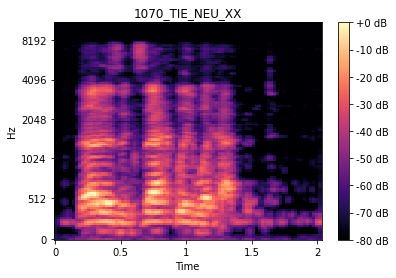 1070_TIE_NEU_XX
8192
4096
2048
1024
512
0
Hz
0
0.5
1
1.5
2
Time
+0 dB
-10 dB
-20 dB
-30 dB
-40 dB
-50 dB
-60 dB
-70 dB
-80 dB